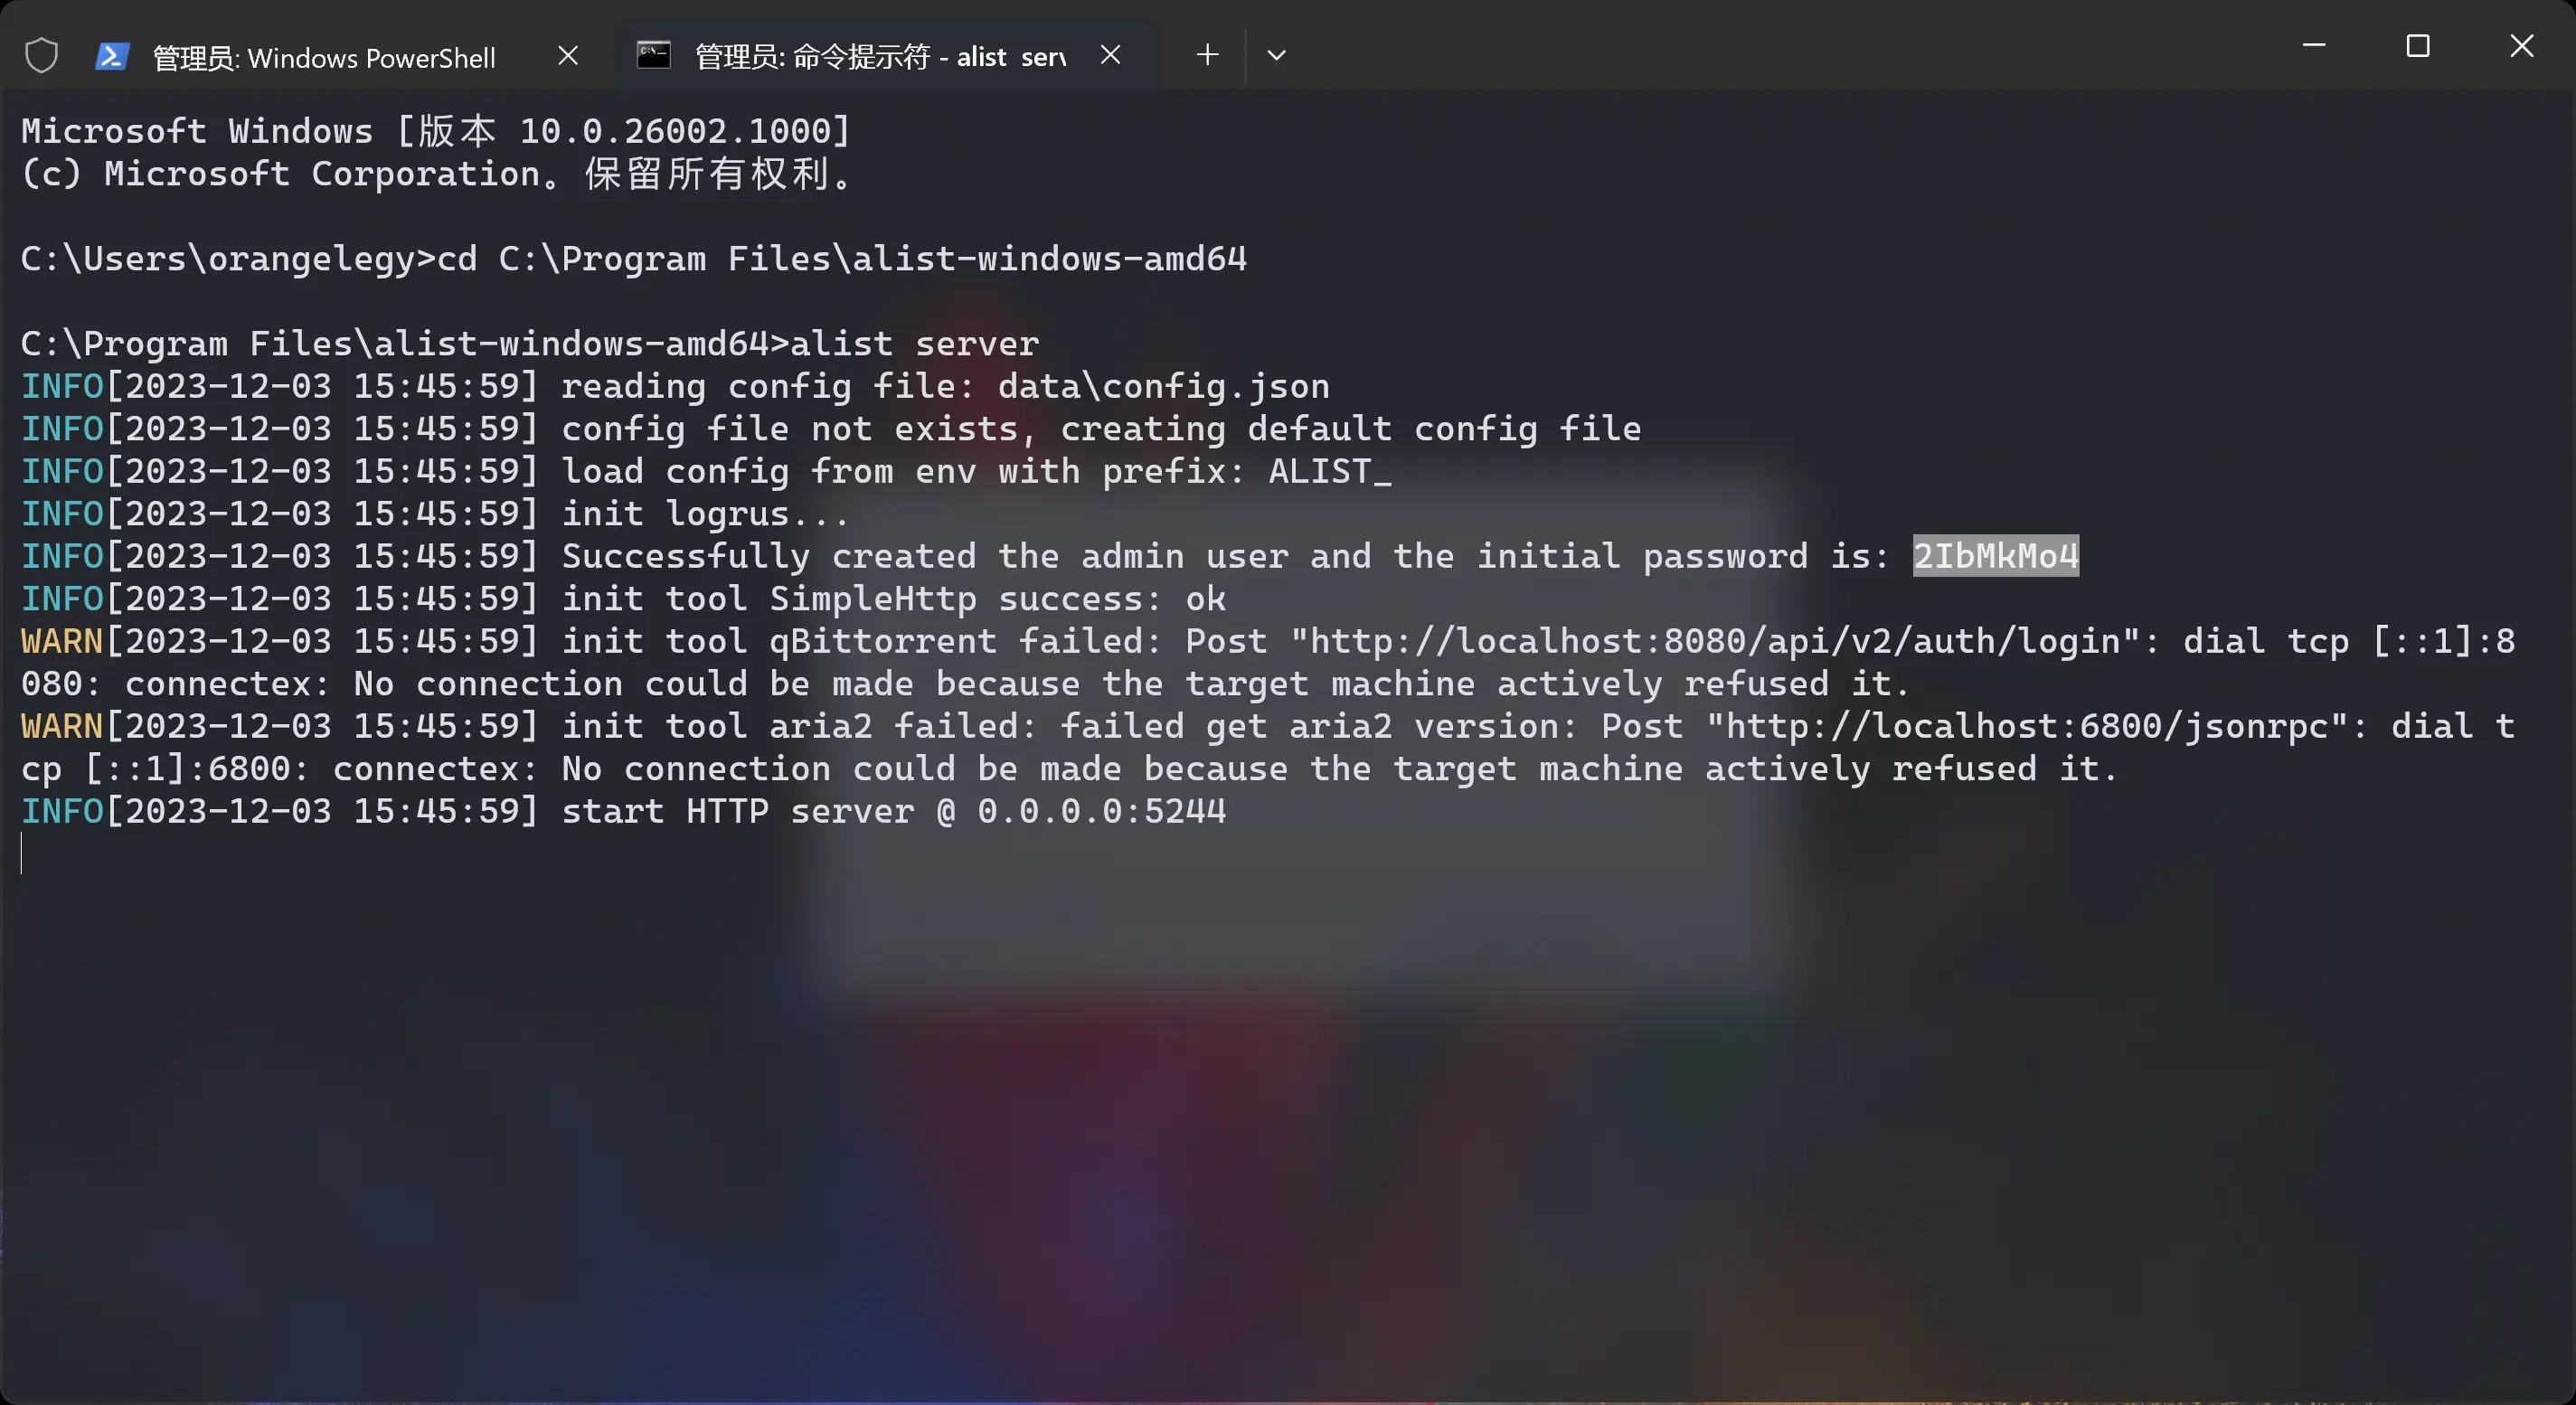 管理员: Windows PowerShell
管理员: 命令提示符 - alist serv
Microsoft Windows [版本 10.0.26002.1000]
(c) Microsoft Corporation。保留所有权利。
C:\Users\orangelegy>cd C:\Program Files\alist-windows-amd64
C:\Program Files\alist-windows-amd64>alist server
INFO[2023-12-03 15:45:59] reading config file: data\config.json
INFO[2023-12-03 15:45:59] config file not exists, creating default config file
INFO[2023-12-03 15:45:59] load config from env with prefix: ALIST_
INFO[2023-12-03 15:45:59] init logrus...
INFO[2023-12-03 15:45:59] Successfully created the admin user and the initial password is: 2IbMkMo4
INFO[2023-12-03 15:45:59] init tool SimpleHttp success: ok
WARN[2023-12-03 15:45:59] init tool qBittorrent failed: Post "http://localhost:8080/api/v2/auth/login": dial tcp [::1]:8
080: connectex: No connection could be made because the target machine actively refused it.
WARN[2023-12-03 15:45:59] init tool aria2 failed: failed get aria2 version: Post "http://localhost:6800/jsonrpc": dial t
cp [::1]:6800: connectex: No connection could be made because the target machine actively refused it.
INFO[2023-12-03 15:45:59] start HTTP server @ 0.0.0.0:5244